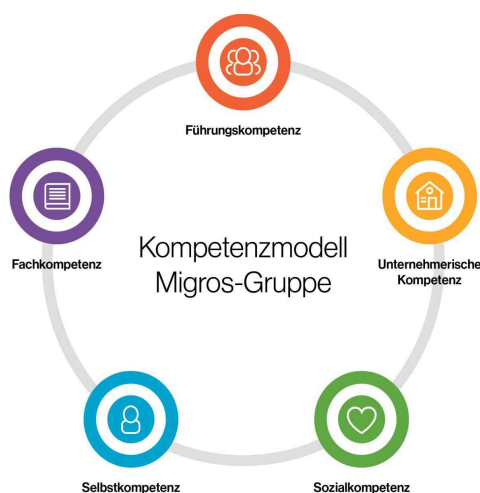 Führungskompetenz
Fachkompetenz
Unternehmerische
Kompetenz
Kompetenzmodell
Migros-Gruppe
Selbstkompetenz
Sozialkompetenz